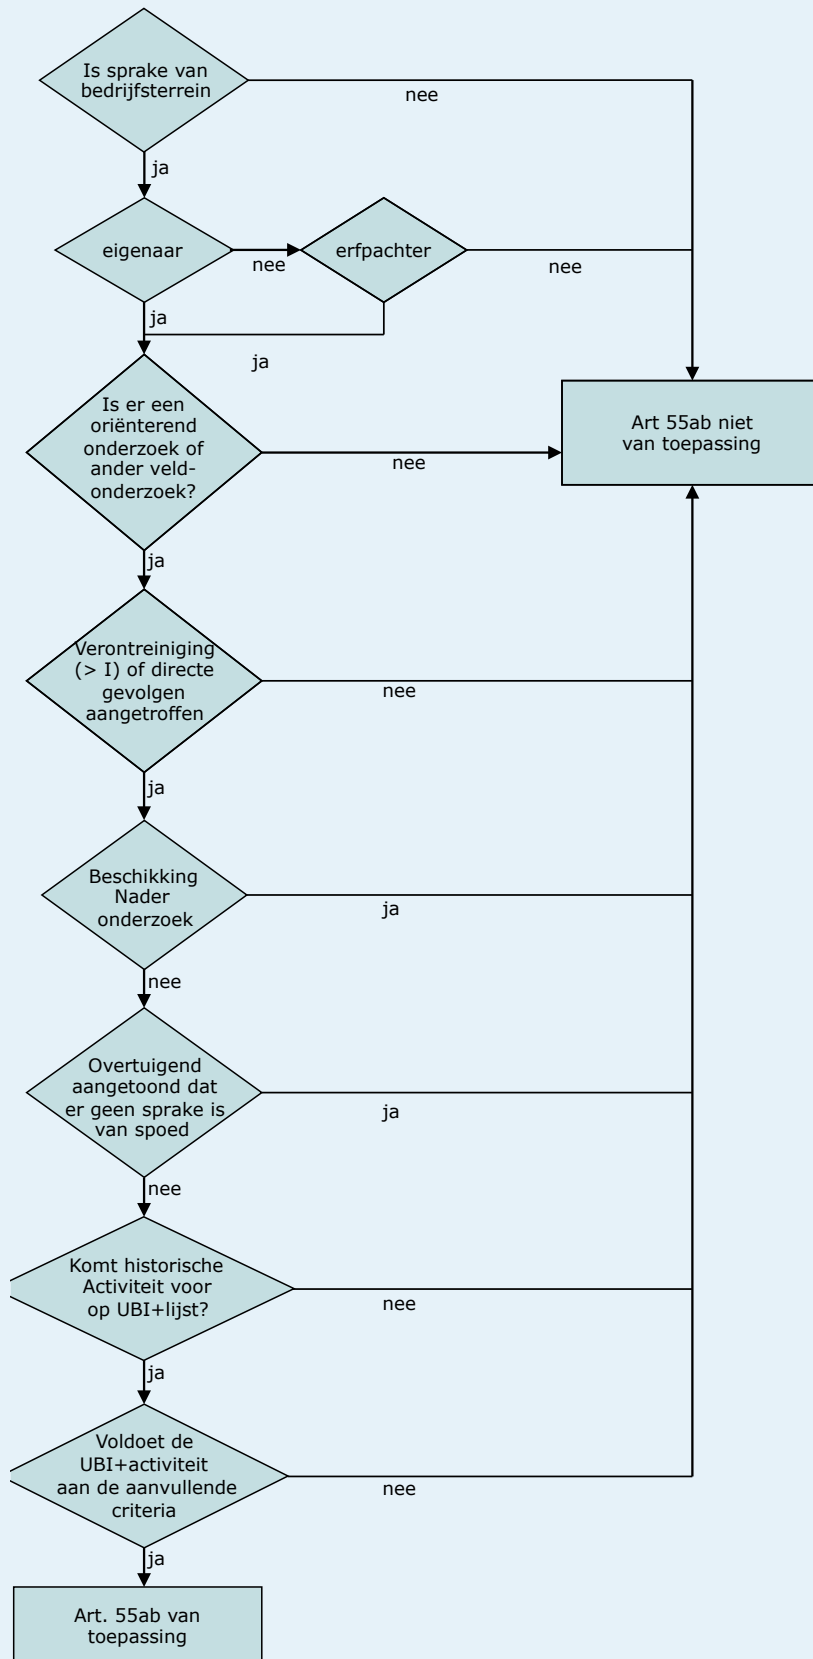 Is sprake van
bedrijfsterrein
nee
ja
eigenaar
nee
erfpachter
nee
ja
ja
Is er een
oriënterend
onderzoek of
ander veld-
onderzoek?
nee
Art 55ab niet
van toepassing
ja
Verontreiniging
(> I) of directe
gevolgen
aangetroffen
nee
ja
Beschikking
Nader
onderzoek
ja
nee
Overtuigend
aangetoond dat
er geen sprake is
van spoed
ja
nee
Komt historische
Activiteit voor
op UBI+lijst?
nee
ja
Voldoet de
UBI+activiteit
aan de aanvullende
criteria
nee
ja
Art. 55ab van
toepassing